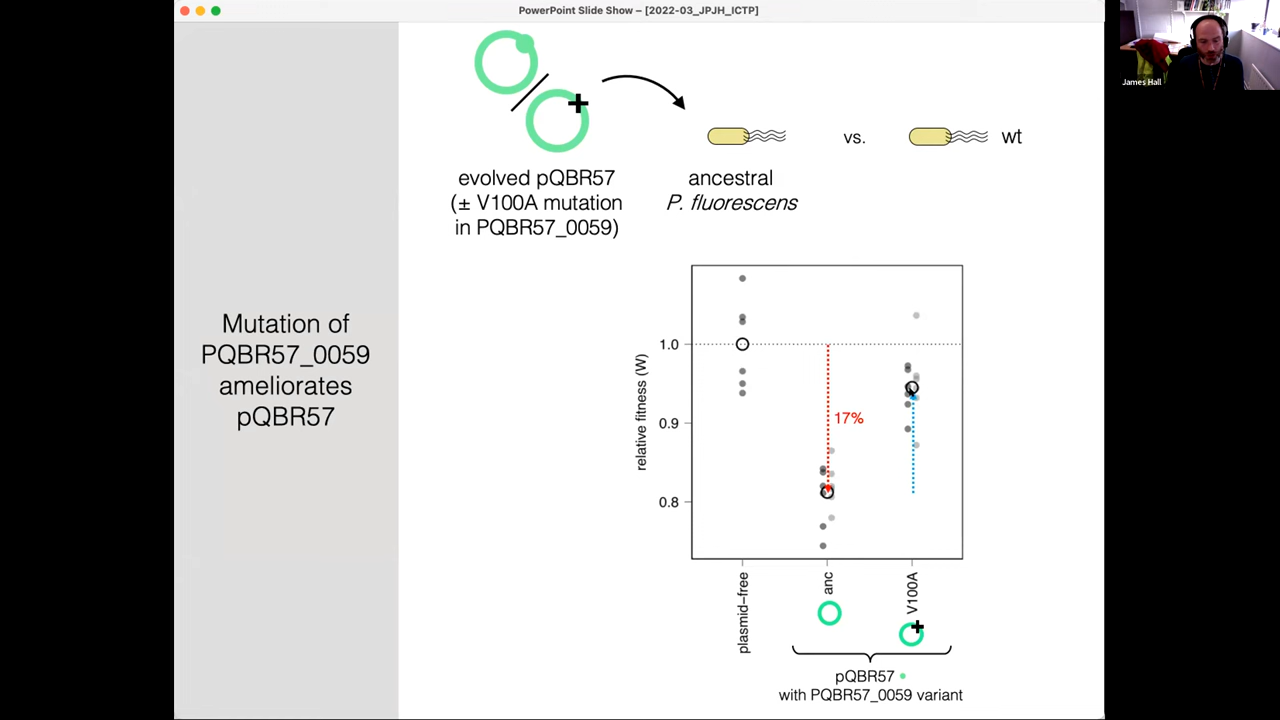 PowerPoint Slide Show – [2022-03_JPJH_ICTP]
James Hall
evolved pQBR57
(± V100A mutation
in PQBR57_0059)
ancestral
P. fluorescens
vs.
wt
Mutation of
PQBR57_0059
ameliorates
pQBR57
relative fitness (W)
1.0
0.9
0.8
17%
plasmid–free
anc
V100A
pQBR57
with PQBR57_0059 variant